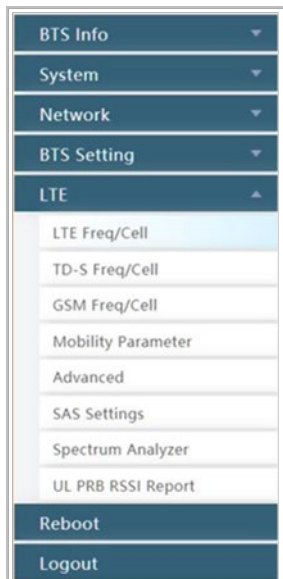 BTS Info
System
Network
BTS Setting
LTE
LTE Freq/Cell
TD-S Freq/Cell
GSM Freq/Cell
Mobility Parameter
Advanced
SAS Settings
Spectrum Analyzer
UL PRB RSSI Report
Reboot
Logout